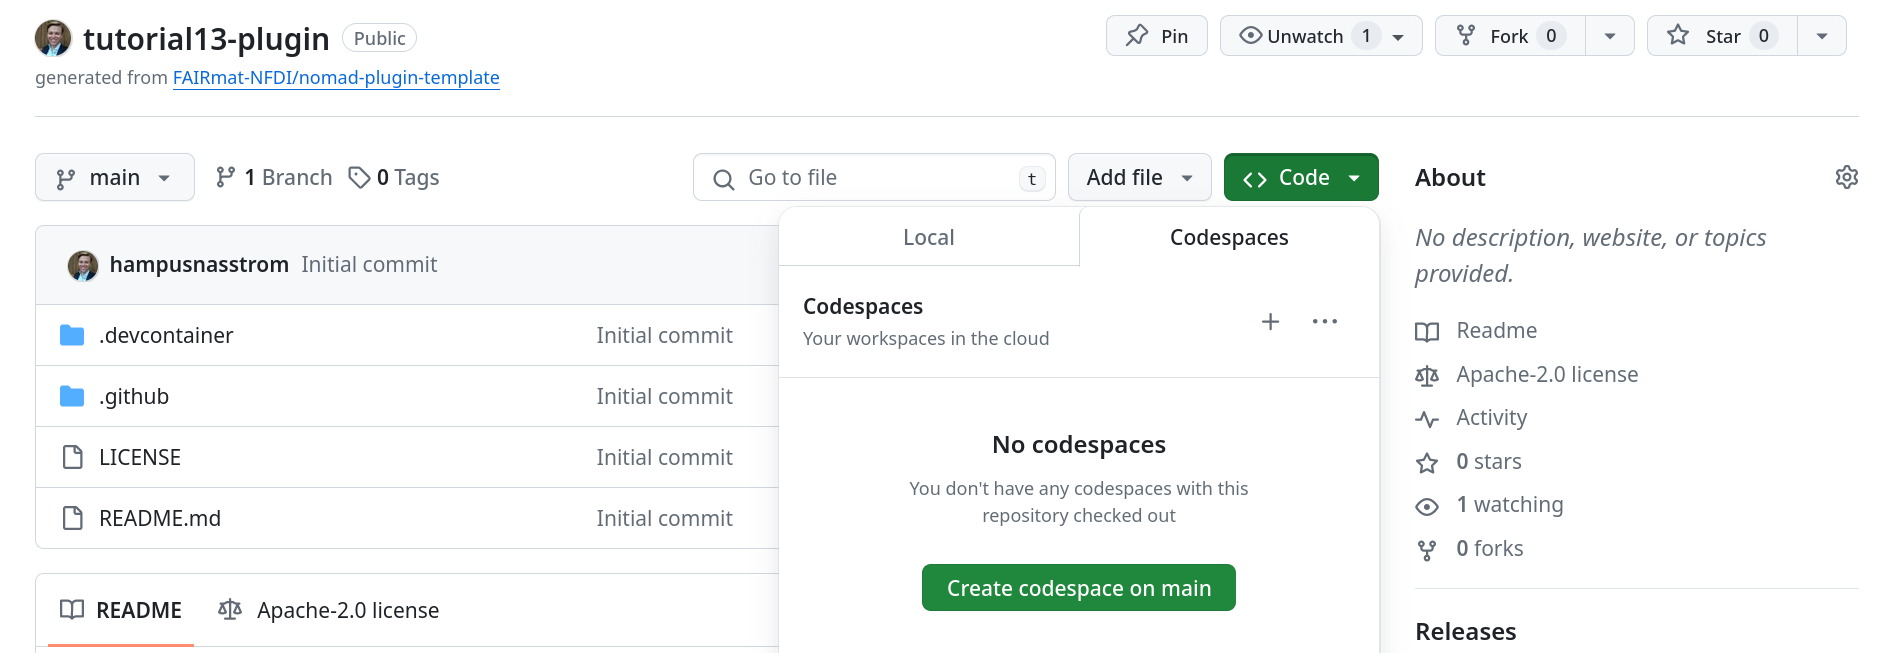 tutorial13-plugin Public Pin Unwatch 1 Fork 0 Star 0
generated from FAIRmat-NFDI/nomad-plugin-template
main 1 Branch 0 Tags Go to file t Add file Code
Local Codespaces
hampusnasstrom Initial commit
.devcontainer Initial commit
.github Initial commit
LICENSE Initial commit
README.md Initial commit
README Apache-2.0 license
Codespaces
Your workspaces in the cloud
No codespaces
You don't have any codespaces with this
repository checked out
Create codespace on main
About
No description, website, or topics
provided.
Readme
Apache-2.0 license
Activity
0 stars
1 watching
0 forks
Releases